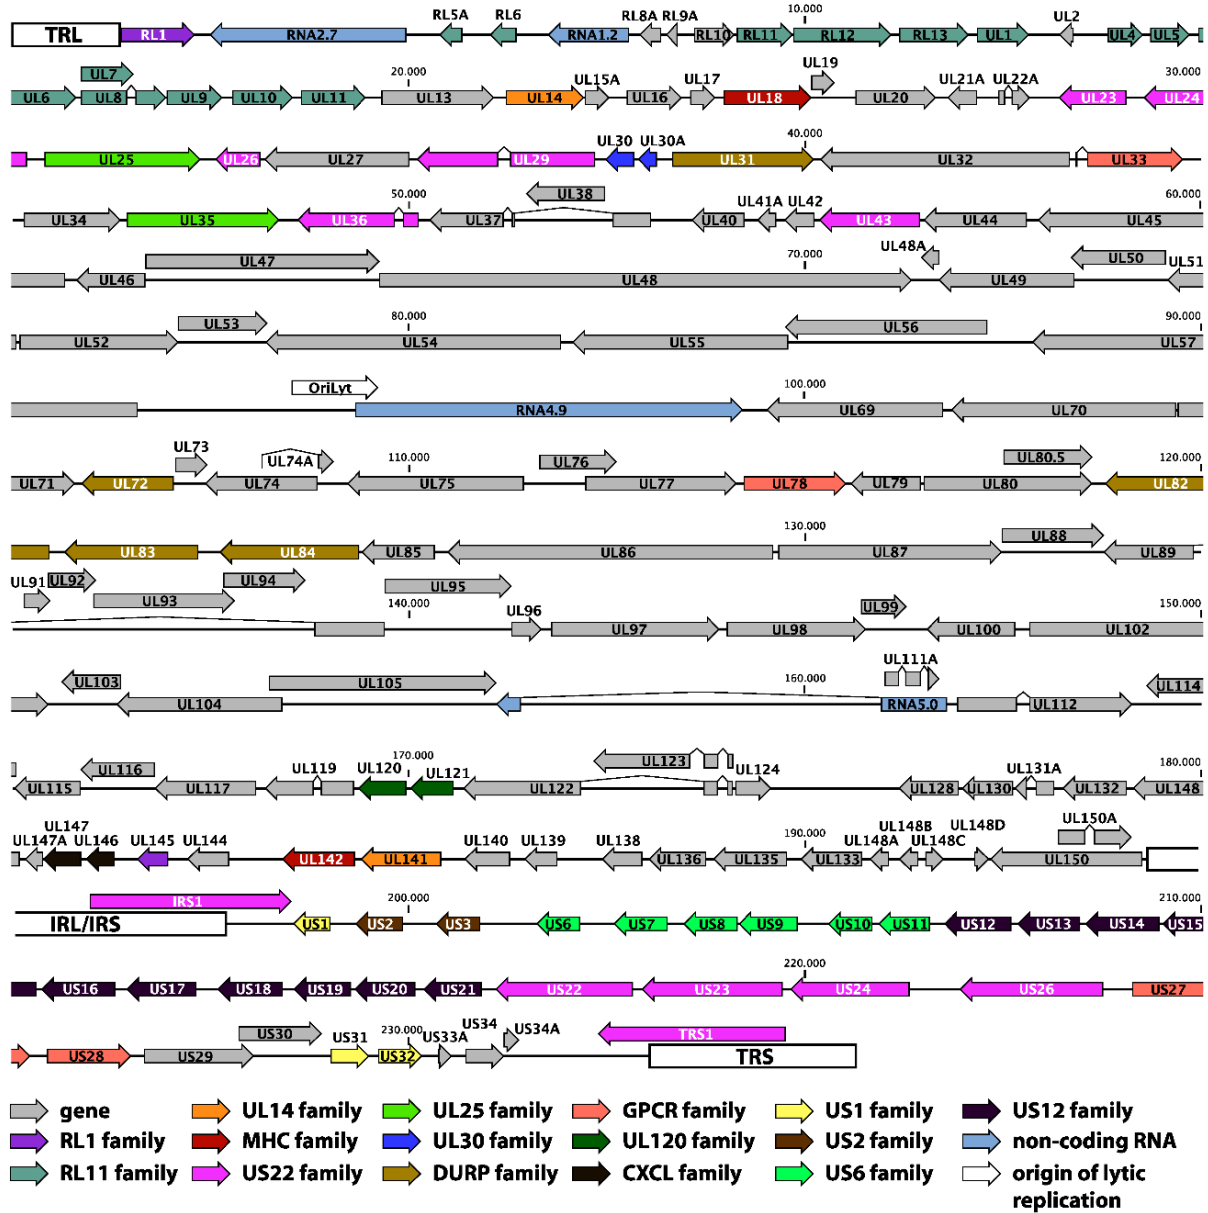 RL5A RL6 RL8A RL9A 10.000 UL2
TRL RL1 RNA2.7 RNA1.2 RL10 RL11 RL12 RL13 UL1 UL4 UL5
UL7 20.000 UL15A UL17 UL19 UL21A UL22A 30.000
UL6 UL8 UL9 UL10 UL11 UL13 UL14 UL16 UL18 UL20 UL23 UL24
UL30 UL30A 40.000
UL25 UL26 UL27 UL29 UL31 UL32 UL33
50.000 UL38 UL41A UL42 60.000
UL34 UL35 UL36 UL37 UL40 UL43 UL44 UL45
UL47 70.000 UL48A UL50 UL51
UL46 UL48 UL49
UL53 80.000 UL56 90.000
UL52 UL54 UL55 UL57
OriLyt 100.000
RNA4.9 UL69 UL70
UL73 UL74A 110.000 UL76 UL80.5 120.000
UL71 UL72 UL74 UL75 UL77 UL78 UL79 UL80 UL82
130.000 UL88
UL83 UL84 UL85 UL86 UL87 UL89
UL91 UL92 UL93 UL94 UL95 140.000 UL96 UL99 150.000
UL97 UL98 UL100 UL102
UL103 UL105 160.000 UL111A UL114
UL104 RNA5.0 UL112
UL116 UL119 UL120 170.000 UL121 UL123 UL124 UL131A 180.000
UL115 UL117 UL122 UL128 UL130 UL132 UL148
UL147A UL147 UL146 UL145 UL144 UL140 UL139 UL138 190.000 UL148A UL148B UL148C UL148D UL150A
UL142 UL141 UL136 UL135 UL133 UL150
IRS1 200.000 210.000
IRL/IRS US1 US2 US3 US6 US7 US8 US9 US10 US11 US12 US13 US14 US15
220.000
US16 US17 US18 US19 US20 US21 US22 US23 US24 US26 US27
US30 US31 230.000 US33A US34 US34A TRS1
US28 US29 US32 TRS
gene UL14 family UL25 family GPCR family US1 family US12 family
RL1 family MHC family UL30 family UL120 family US2 family non-coding RNA
RL11 family US22 family DURP family CXCL family US6 family origin of lytic
replication